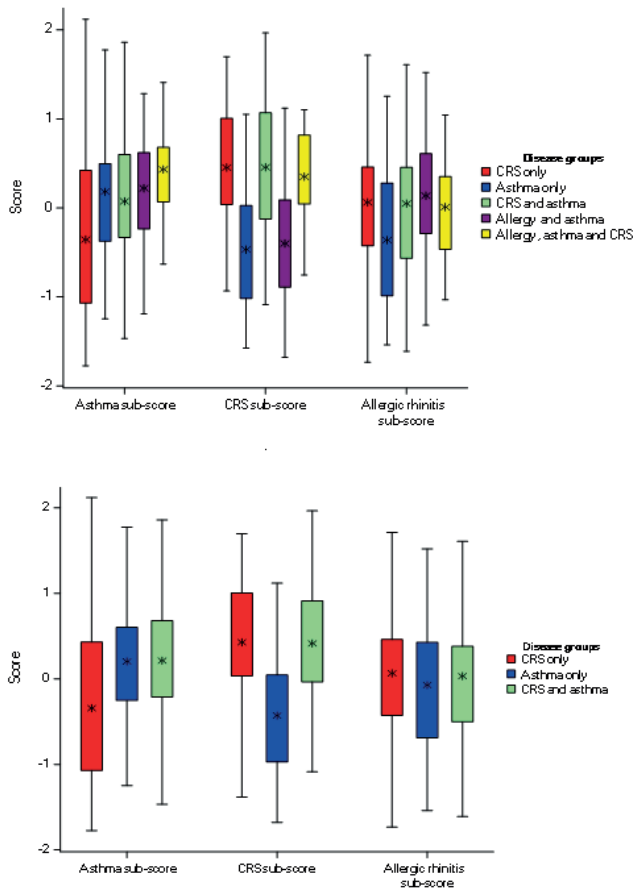 2
1
0
-1
-2
Score
Asthma sub-score
CRS sub-score
Allergic rhinitis
sub-score
Disease groups
CRS only
Asthma only
CRS and asthma
Allergy and asthma
Allergy, asthma and CRS
2
1
0
-1
-2
Score
Asthma sub-score
CRS sub-score
Allergic rhinitis
sub-score
Disease groups
CRS only
Asthma only
CRS and asthma